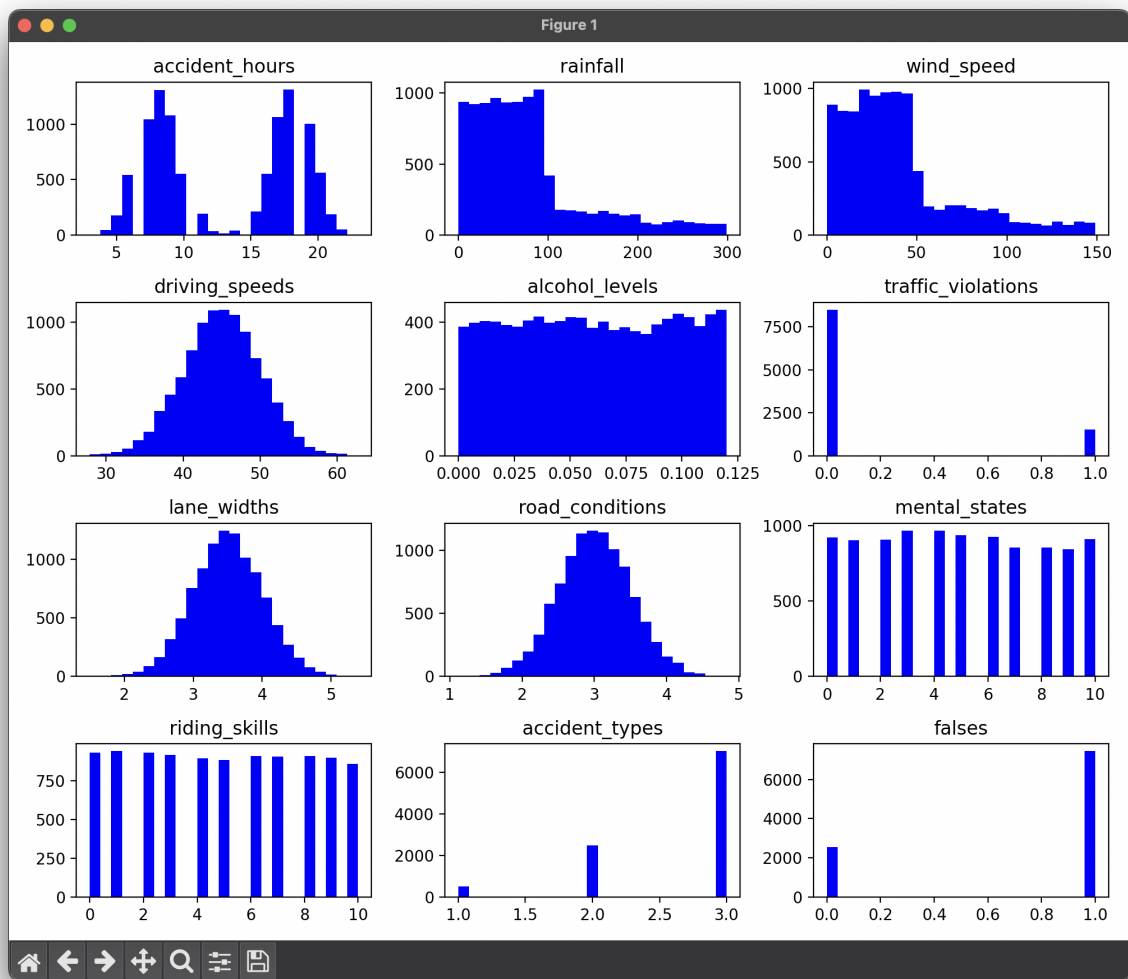 Figure 1
accident_hours
1000
500
0
5 10 15 20
rainfall
1000
500
0
0 100 200 300
wind_speed
1000
500
0
0 50 100 150
driving_speeds
1000
500
0
30 40 50 60
alcohol_levels
400
200
0
0.000 0.025 0.050 0.075 0.100 0.125
traffic_violations
7500
5000
2500
0
0.0 0.2 0.4 0.6 0.8 1.0
lane_widths
1000
500
0
2 3 4 5
road_conditions
1000
500
0
1 2 3 4 5
mental_states
1000
500
0
0 2 4 6 8 10
riding_skills
750
500
250
0
0 2 4 6 8 10
accident_types
6000
4000
2000
0
1.0 1.5 2.0 2.5 3.0
falses
6000
4000
2000
0
0.0 0.2 0.4 0.6 0.8 1.0